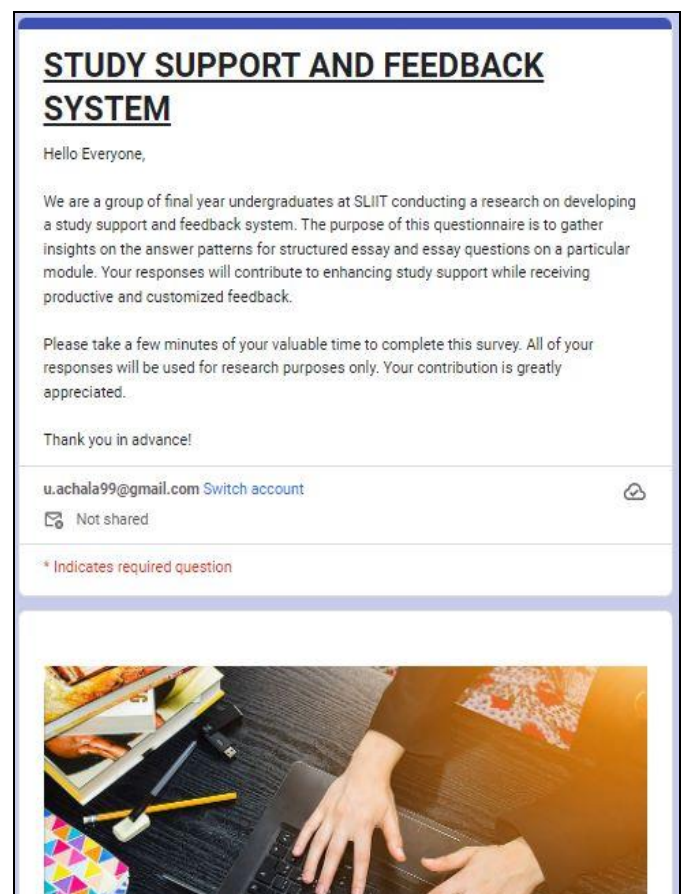 STUDY SUPPORT AND FEEDBACK
SYSTEM
Hello Everyone,
We are a group of final year undergraduates at SLIIT conducting a research on developing
a study support and feedback system. The purpose of this questionnaire is to gather
insights on the answer patterns for structured essay and essay questions on a particular
module. Your responses will contribute to enhancing study support while receiving
productive and customized feedback.
Please take a few minutes of your valuable time to complete this survey. All of your
responses will be used for research purposes only. Your contribution is greatly
appreciated.
Thank you in advance!
u.achala99@gmail.com Switch account
Not shared
* Indicates required question